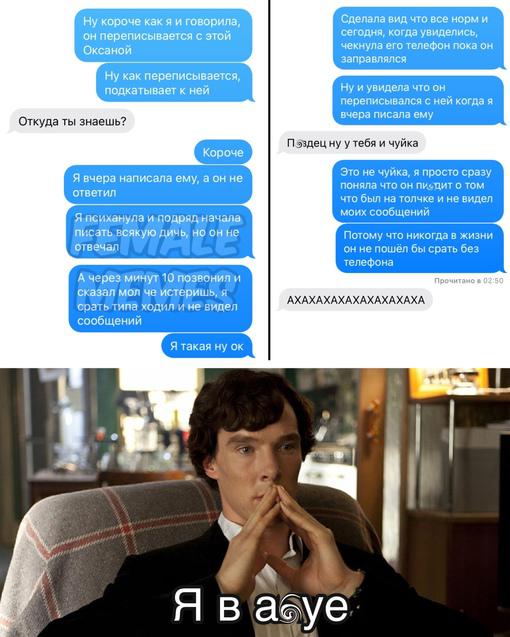 Ну короче как я и говорила,
он переписывается с этой
Оксаной
Ну как переписывается,
подкатывает к ней
Откуда ты знаешь?
Короче
Я вчера написала ему, а он не
ответил
Я психанула и подряд начала
писать всякую дичь, но он не
отвечал
А через минут 10 позвонил и
сказал мол че истеришь, я
срать типа ходил и не видел
сообщений
Я такая ну ок
FEMALE
MEMES
Сделала вид что все норм и
сегодня, когда увиделись,
чекнула его телефон пока он
заправлялся
Ну и увидела что он
переписывался с ней когда я
вчера писала ему
П здец ну у тебя и чуйка
Это не чуйка, я просто сразу
поняла что он пи дит о том
что был на толчке и не видел
моих сообщений
Потому что никогда в жизни
он не пошёл бы срать без
телефона
Прочитано в 02:50
АХАХАХАХАХАХАХАХАХА
Я в а уе